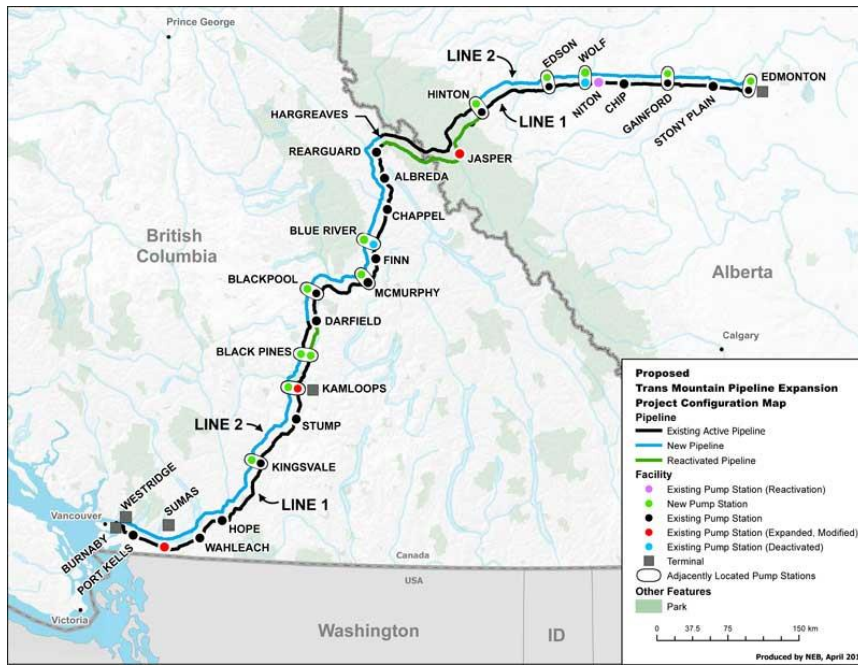 Prince George
LINE 2
EDSON
WOLF
EDMONTON
HINTON
LINE 1
NITON
CHIP
GAINFORD
STONY PLAIN
HARGREAVES
REARGUARD
JASPER
ALBREDA
CHAPPEL
British
Columbia
BLUE RIVER
FINN
Alberta
BLACKPOOL
MCMURPHY
DARFIELD
Calgary
BLACK PINES
KAMLOOPS
LINE 2
STUMP
KINGSVALE
LINE 1
WESTRIDGE
SUMAS
Vancouver
HOPE
BURNABY
PORT KELLS
WAHLEACH
Canada
USA
Victoria
Washington
ID
Proposed
Trans Mountain Pipeline Expansion
Project Configuration Map
Pipeline
Existing Active Pipeline
New Pipeline
Reactivated Pipeline
Facility
Existing Pump Station (Reactivation)
New Pump Station
Existing Pump Station
Existing Pump Station (Expanded, Modified)
Existing Pump Station (Deactivated)
Terminal
Adjacently Located Pump Stations
Other Features
Park
0 37.5 75 150 km
Produced by NEB, April 201